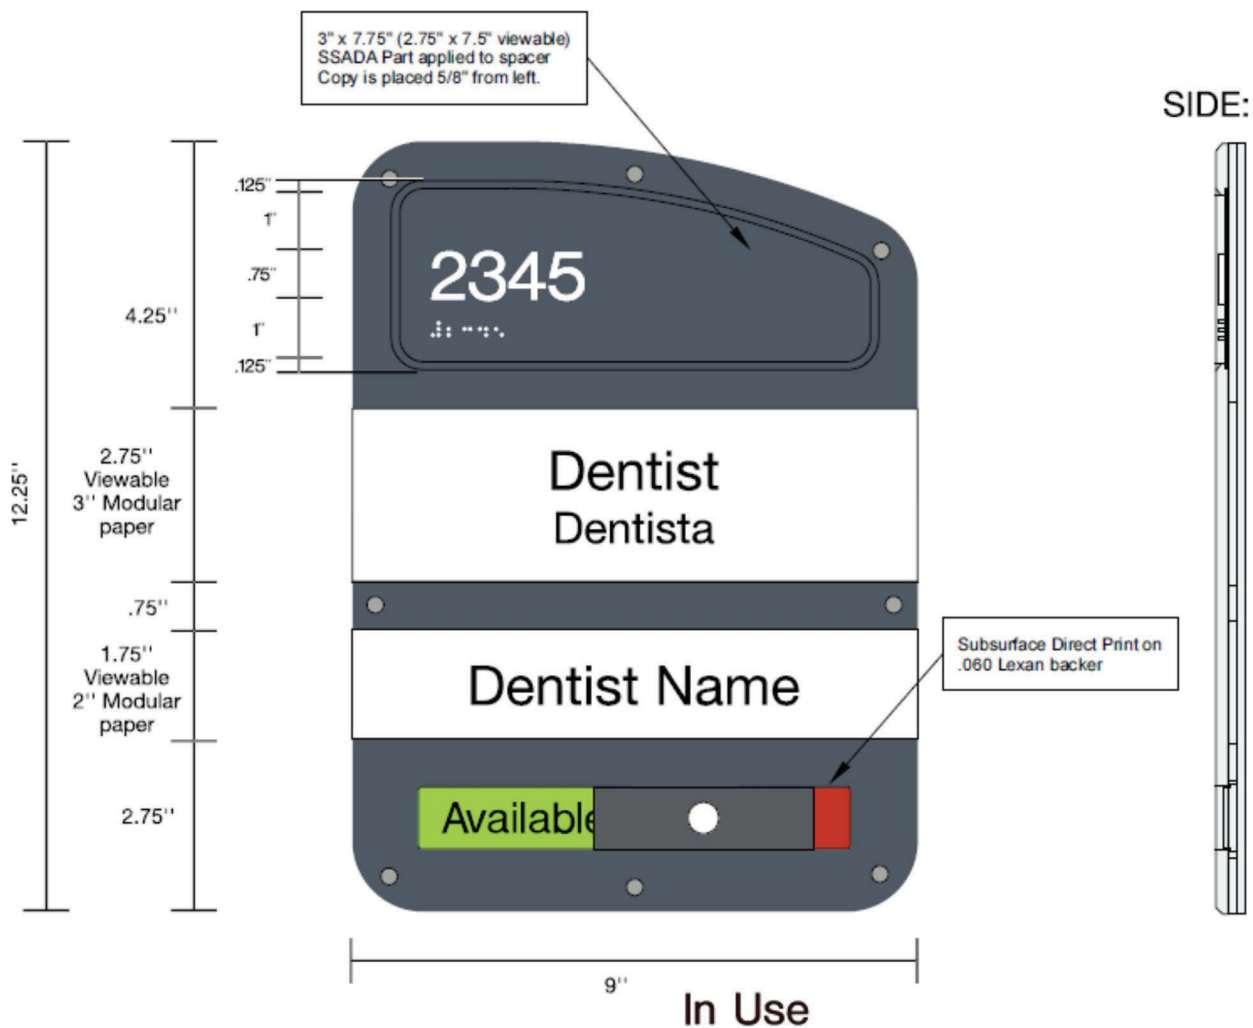 3" x 7.75" (2.75" x 7.5" viewable)
SSADA Part applied to spacer
Copy is placed 5/8" from left.
SIDE:
.125"
1"
.75"
1"
.125"
4.25"
12.25"
2345
⠼⠃⠉⠙⠑
2.75"
Viewable
3" Modular
paper
Dentist
Dentista
.75"
1.75"
Viewable
2" Modular
paper
Dentist Name
Subsurface Direct Print on
.060 Lexan backer
2.75"
Available
9"
In Use